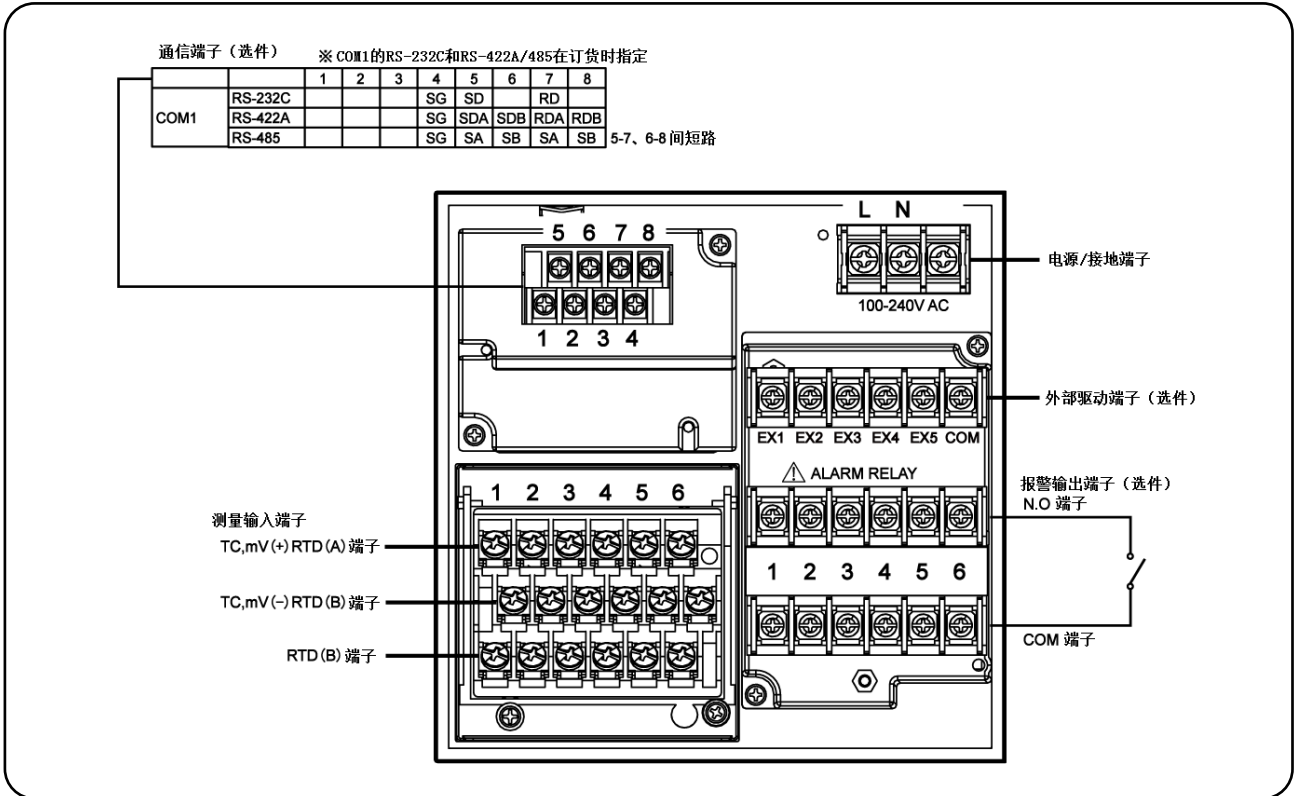 通信端子（选件） ※ COM1的RS-232C和RS-422A/485在订货时指定
1 2 3 4 5 6 7 8
COM1
RS-232C SG SD RD
RS-422A SG SDA SDB RDA RDB
RS-485 SG SA SB SA SB 5-7、6-8 间短路
L N
5 6 7 8
电源/接地端子
100-240V AC
1 2 3 4
外部驱动端子（选件）
EX1 EX2 EX3 EX4 EX5 COM
ALARM RELAY
报警输出端子（选件）
N.O 端子
1 2 3 4 5 6
测量输入端子
TC,mV(+) RTD(A) 端子
1 2 3 4 5 6
TC,mV(−) RTD(B) 端子
COM 端子
RTD(B) 端子